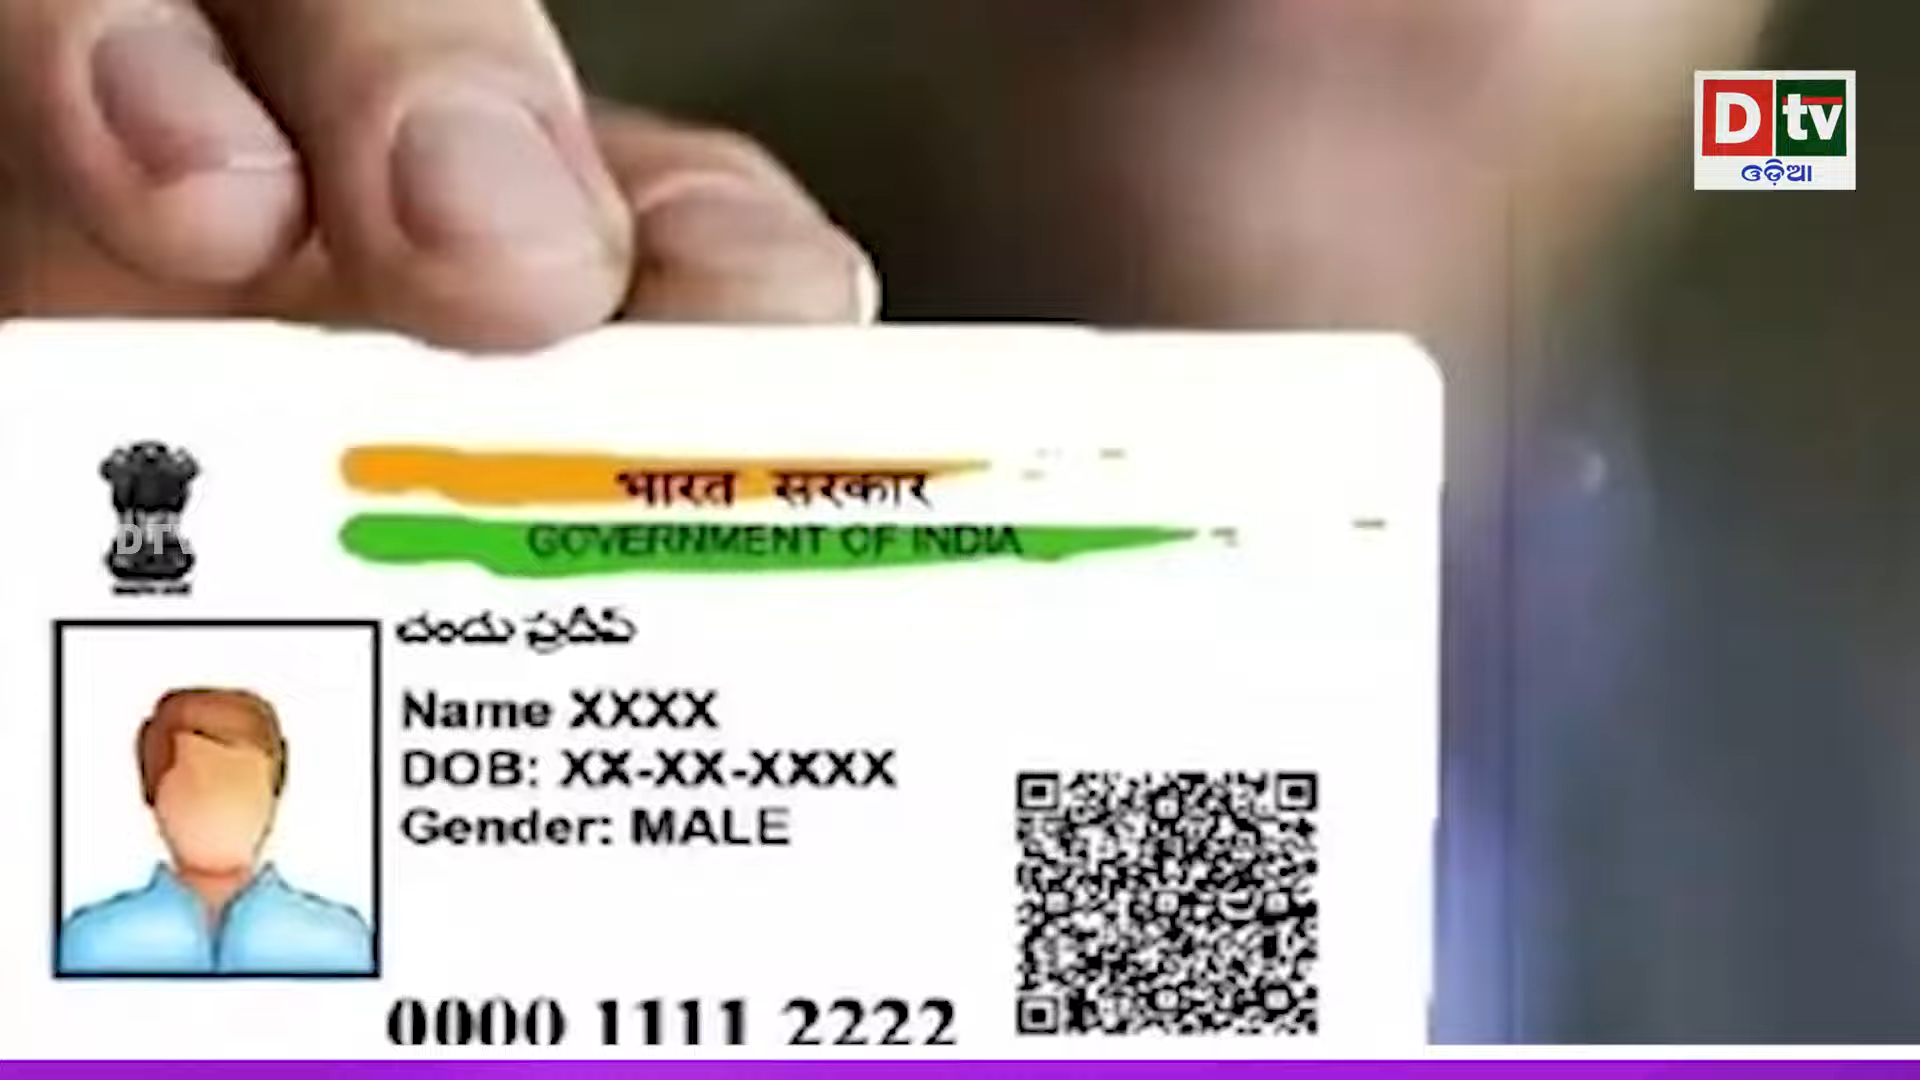 D tv
ଓଡ଼ିଆ
भारत सरकार
GOVERNMENT OF INDIA
DTV
చందు ప్రదీప్
Name XXXX
DOB: XX-XX-XXXX
Gender: MALE
0000 1111 2222